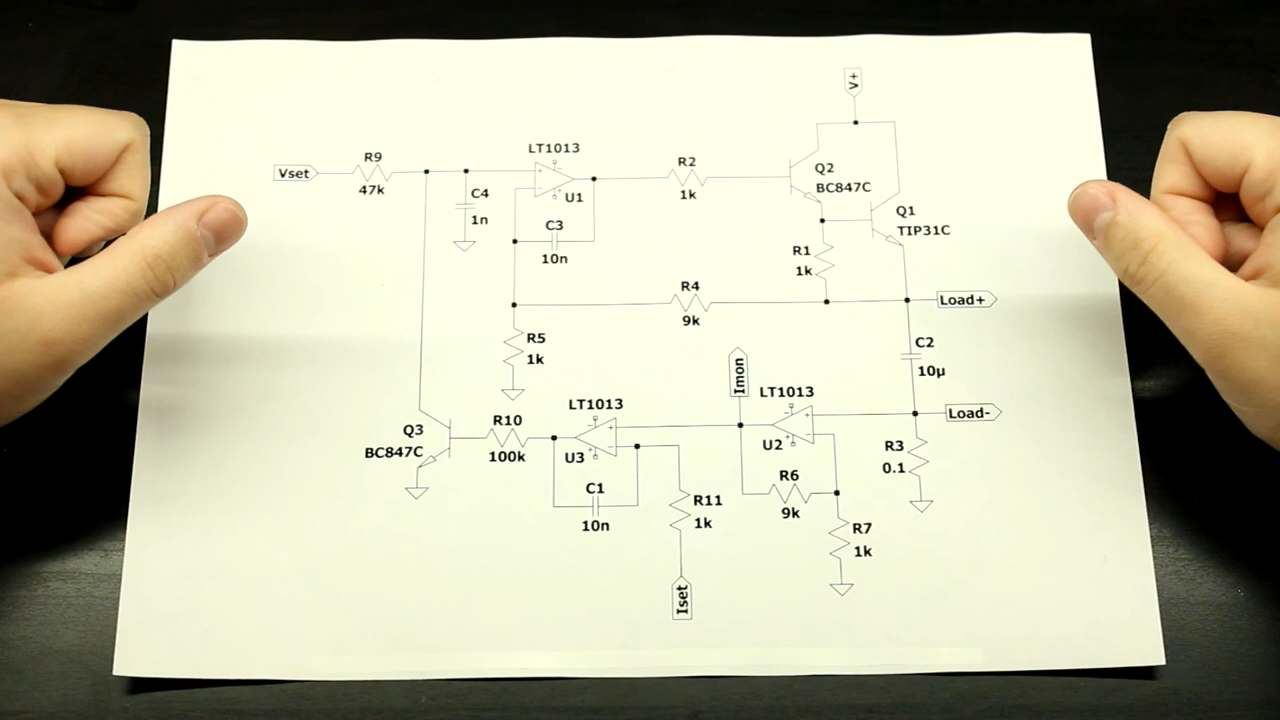 V+
LT1013
R9
Vset
47k
C4
1n
U1
C3
10n
R2
1k
Q2
BC847C
Q1
TIP31C
R1
1k
R4
9k
Load+
R5
1k
C2
10µ
Imon
LT1013
U2
Load-
LT1013
Q3
BC847C
R10
100k
U3
R3
0.1
C1
10n
R6
9k
R11
1k
R7
1k
Iset